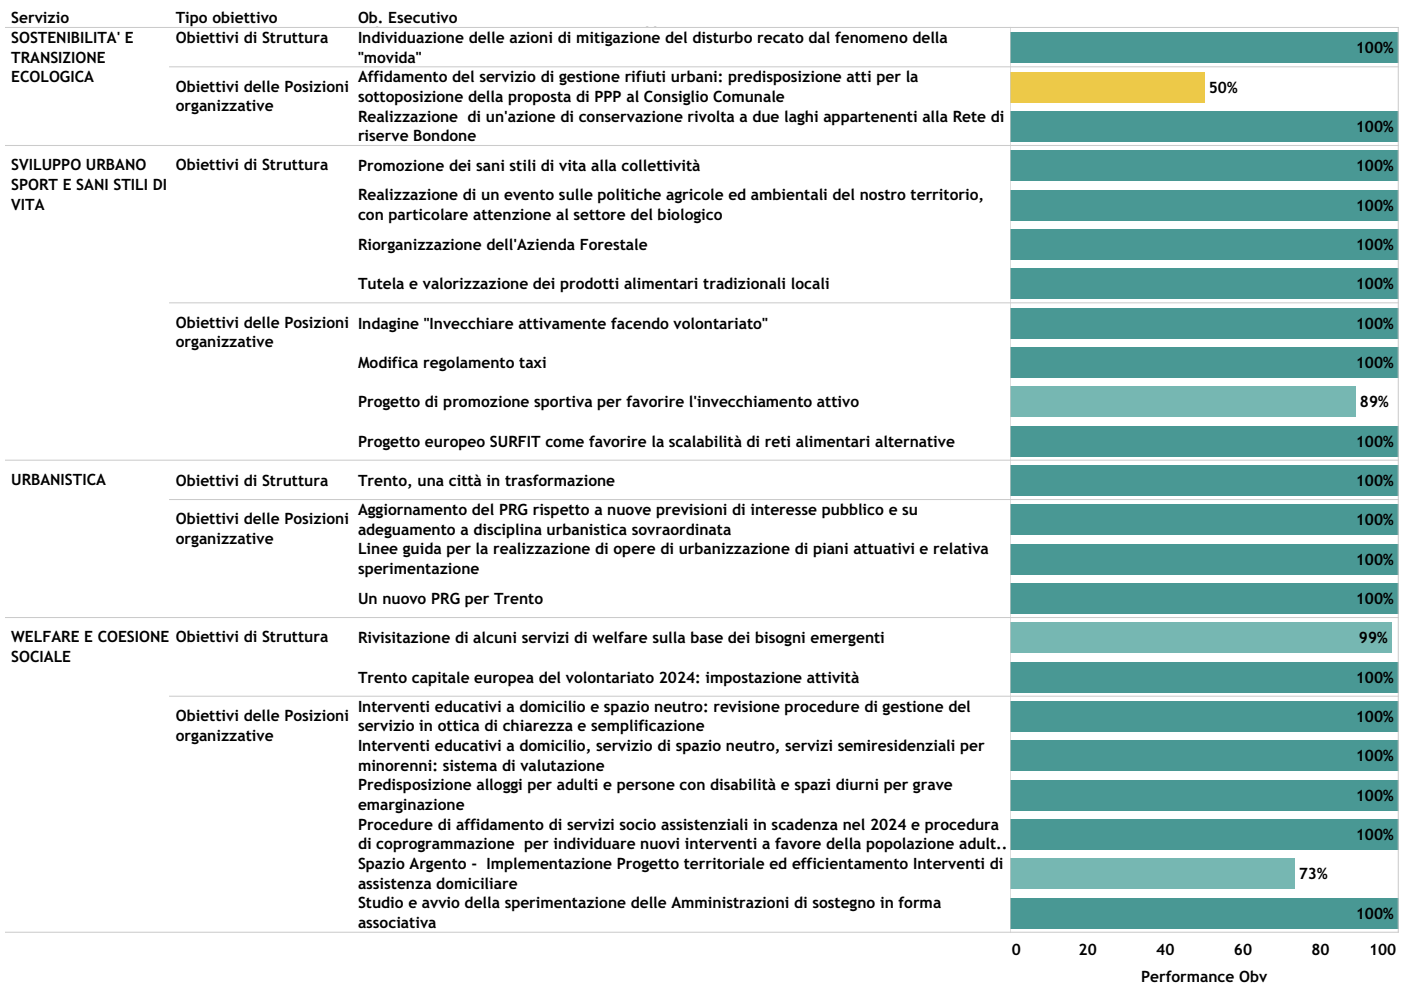 Servizio Tipo obiettivo Ob. Esecutivo
SOSTENIBILITA' E TRANSIZIONE ECOLOGICA
Obiettivi di Struttura
Individuazione delle azioni di mitigazione del disturbo recato dal fenomeno della
"movida"
100%
Obiettivi delle Posizioni
organizzative
Affidamento del servizio di gestione rifiuti urbani: predisposizione atti per la
sottoposizione della proposta di PPP al Consiglio Comunale
50%
Realizzazione  di un'azione di conservazione rivolta a due laghi appartenenti alla Rete di
riserve Bondone
100%
SVILUPPO URBANO
SPORT E SANI STILI DI
VITA
Obiettivi di Struttura
Promozione dei sani stili di vita alla collettività
100%
Realizzazione di un evento sulle politiche agricole ed ambientali del nostro territorio,
con particolare attenzione al settore del biologico
100%
Riorganizzazione dell'Azienda Forestale
100%
Tutela e valorizzazione dei prodotti alimentari tradizionali locali
100%
Obiettivi delle Posizioni
organizzative
Indagine "Invecchiare attivamente facendo volontariato"
100%
Modifica regolamento taxi
100%
Progetto di promozione sportiva per favorire l'invecchiamento attivo
89%
Progetto europeo SURFIT come favorire la scalabilità di reti alimentari alternative
100%
URBANISTICA
Obiettivi di Struttura
Trento, una città in trasformazione
100%
Obiettivi delle Posizioni
organizzative
Aggiornamento del PRG rispetto a nuove previsioni di interesse pubblico e su
adeguamento a disciplina urbanistica sovraordinata
100%
Linee guida per la realizzazione di opere di urbanizzazione di piani attuativi e relativa
sperimentazione
100%
Un nuovo PRG per Trento
100%
WELFARE E COESIONE
SOCIALE
Obiettivi di Struttura
Rivisitazione di alcuni servizi di welfare sulla base dei bisogni emergenti
99%
Trento capitale europea del volontariato 2024: impostazione attività
100%
Obiettivi delle Posizioni
organizzative
Interventi educativi a domicilio e spazio neutro: revisione procedure di gestione del
servizio in ottica di chiarezza e semplificazione
100%
Interventi educativi a domicilio, servizio di spazio neutro, servizi semiresidenziali per
minorenni: sistema di valutazione
100%
Predisposizione alloggi per adulti e persone con disabilità e spazi diurni per grave
emarginazione
100%
Procedure di affidamento di servizi socio assistenziali in scadenza nel 2024 e procedura
di coprogrammazione  per individuare nuovi interventi a favore della popolazione adult..
100%
Spazio Argento -  Implementazione Progetto territoriale ed efficientamento Interventi di
assistenza domiciliare
73%
Studio e avvio della sperimentazione delle Amministrazioni di sostegno in forma
associativa
100%
0 20 40 60 80 100
Performance Obv